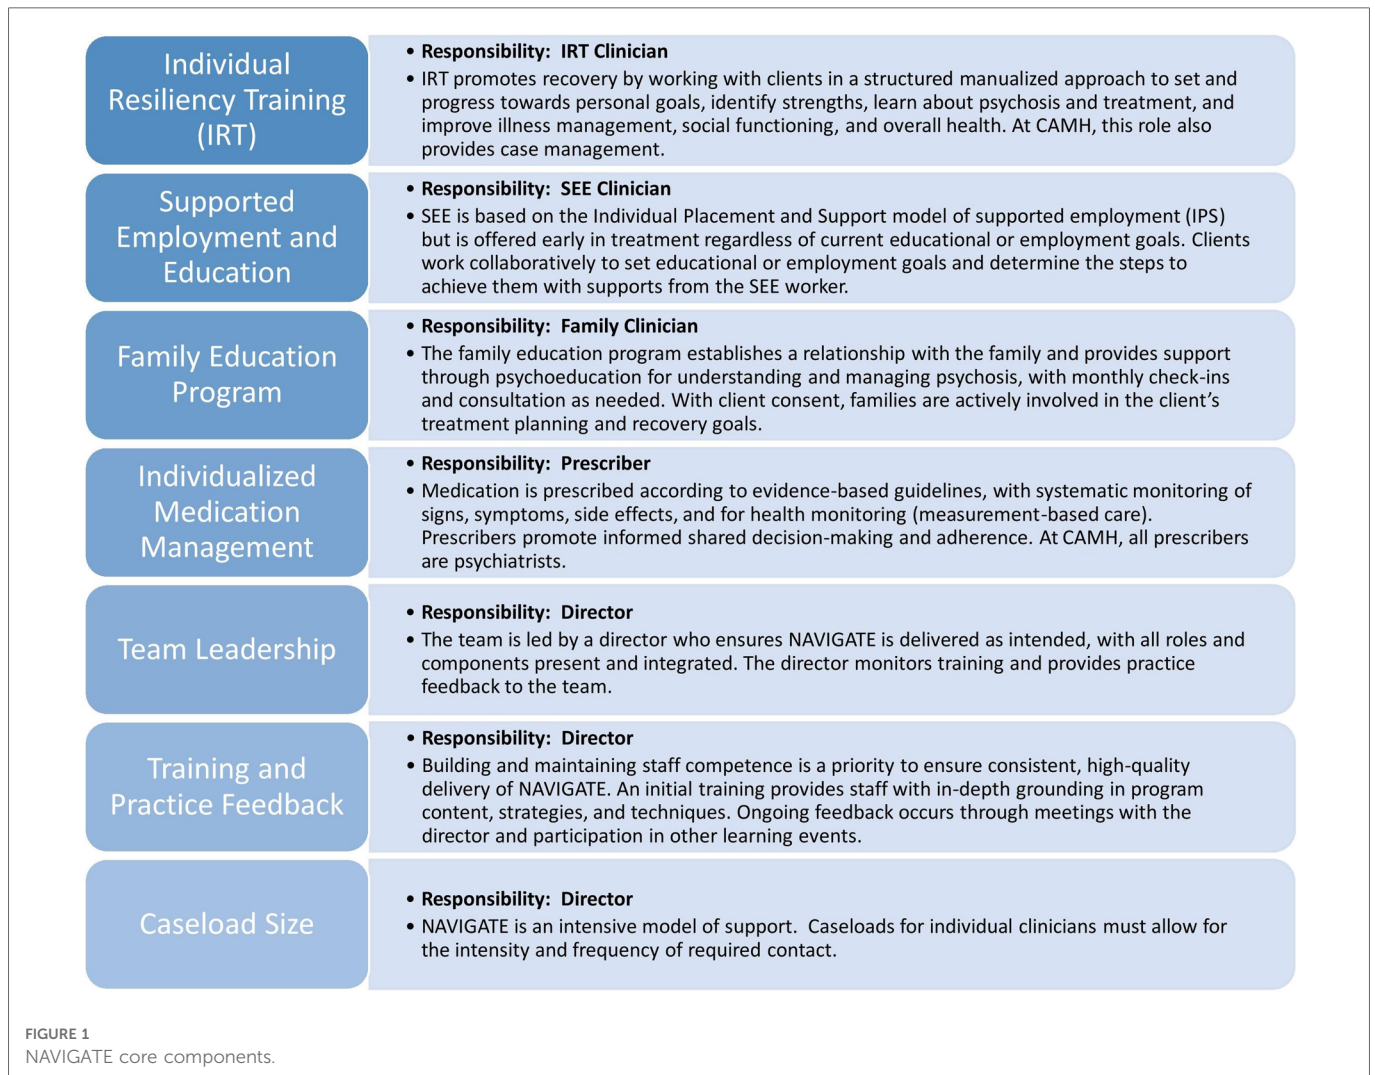 Individual
Resiliency Training
(IRT)
• Responsibility: IRT Clinician
• IRT promotes recovery by working with clients in a structured manualized approach to set and
progress towards personal goals, identify strengths, learn about psychosis and treatment, and
improve illness management, social functioning, and overall health. At CAMH, this role also
provides case management.
Supported
Employment and
Education
• Responsibility: SEE Clinician
• SEE is based on the Individual Placement and Support model of supported employment (IPS)
but is offered early in treatment regardless of current educational or employment goals. Clients
work collaboratively to set educational or employment goals and determine the steps to
achieve them with supports from the SEE worker.
Family Education
Program
• Responsibility: Family Clinician
• The family education program establishes a relationship with the family and provides support
through psychoeducation for understanding and managing psychosis, with monthly check-ins
and consultation as needed. With client consent, families are actively involved in the client’s
treatment planning and recovery goals.
Individualized
Medication
Management
• Responsibility: Prescriber
• Medication is prescribed according to evidence-based guidelines, with systematic monitoring of
signs, symptoms, side effects, and for health monitoring (measurement-based care).
Prescribers promote informed shared decision-making and adherence. At CAMH, all prescribers
are psychiatrists.
Team Leadership
• Responsibility: Director
• The team is led by a director who ensures NAVIGATE is delivered as intended, with all roles and
components present and integrated. The director monitors training and provides practice
feedback to the team.
Training and
Practice Feedback
• Responsibility: Director
• Building and maintaining staff competence is a priority to ensure consistent, high-quality
delivery of NAVIGATE. An initial training provides staff with in-depth grounding in program
content, strategies, and techniques. Ongoing feedback occurs through meetings with the
director and participation in other learning events.
Caseload Size
• Responsibility: Director
• NAVIGATE is an intensive model of support. Caseloads for individual clinicians must allow for
the intensity and frequency of required contact.
FIGURE 1
NAVIGATE core components.